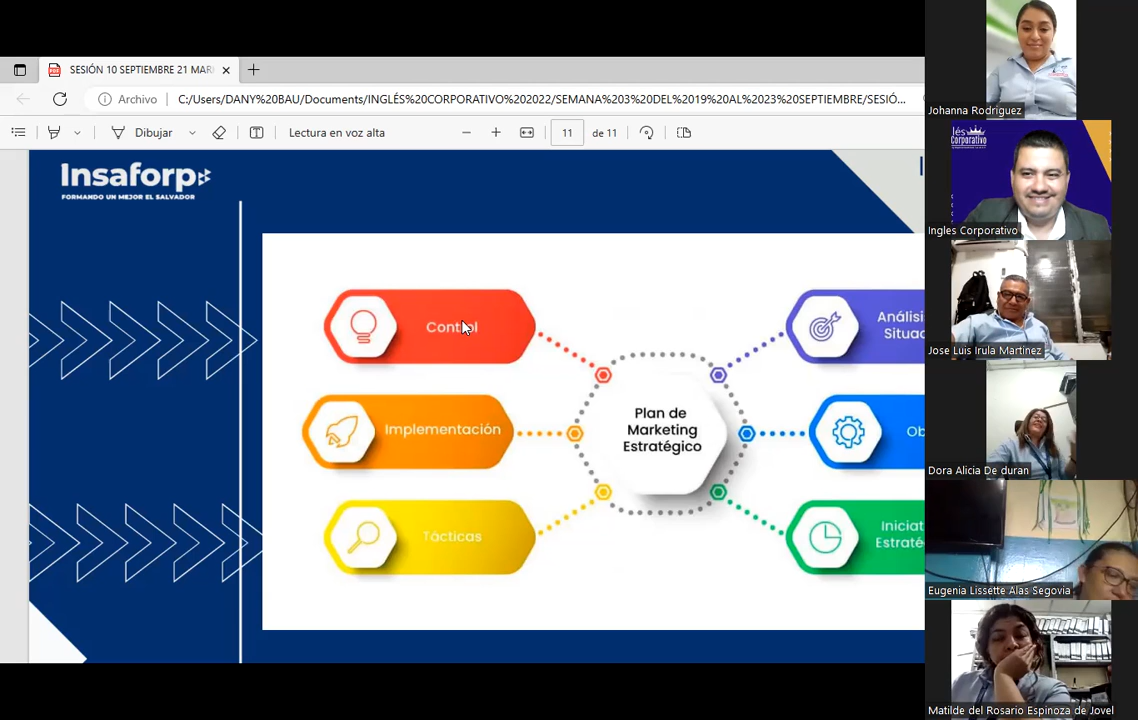 SESIÓN 10 SEPTIEMBRE 21 MAR
Archivo
C:/Users/DANY%20BAU/Documents/INGLÉS%20CORPORATIVO%202022/SEMANA%203%20DEL%2019%20AL%2023%20SEPTIEMBRE/SESIÓ...
Dibujar
Lectura en voz alta
11
de 11
Insaforp
FORMANDO UN MEJOR EL SALVADOR
Control
Implementación
Tácticas
Plan de
Marketing
Estratégico
Análisis
Situac
Ob
Iniciat
Estraté
Johanna Rodriguez
lés
Corporativo
Ingles Corporativo
Jose Luis Irula Martinez
Dora Alicia De duran
Eugenia Lissette Alas Segovia
Matilde del Rosario Espinoza de Jovel